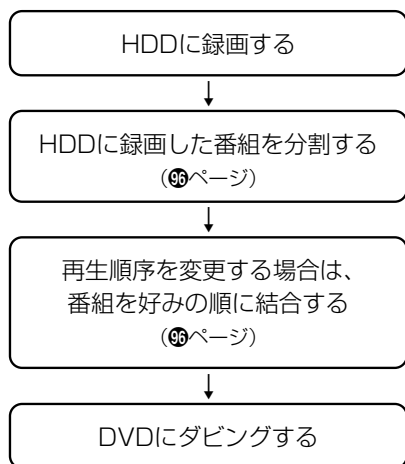 HDDに録画する
↓
HDDに録画した番組を分割する
（96ページ）
↓
再生順序を変更する場合は、
番組を好みの順に結合する
（96ページ）
↓
DVDにダビングする